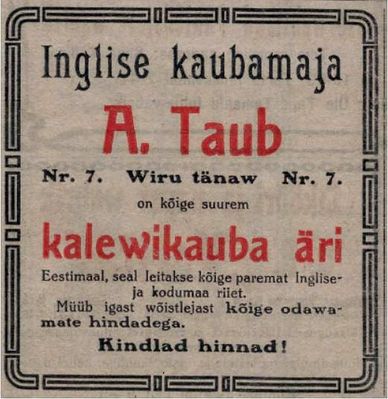 Inglise kaubamaja
A. Taub
Nr. 7. Wiru tänaw Nr. 7.
on kõige suurem
kalewikauba äri
Eestimaal, seal leitakse kõige paremat Inglise-
ja kodumaa riiet.
Müüb igast wõistlejast kõige odawa-
mate hindadega.
Kindlad hinnad!